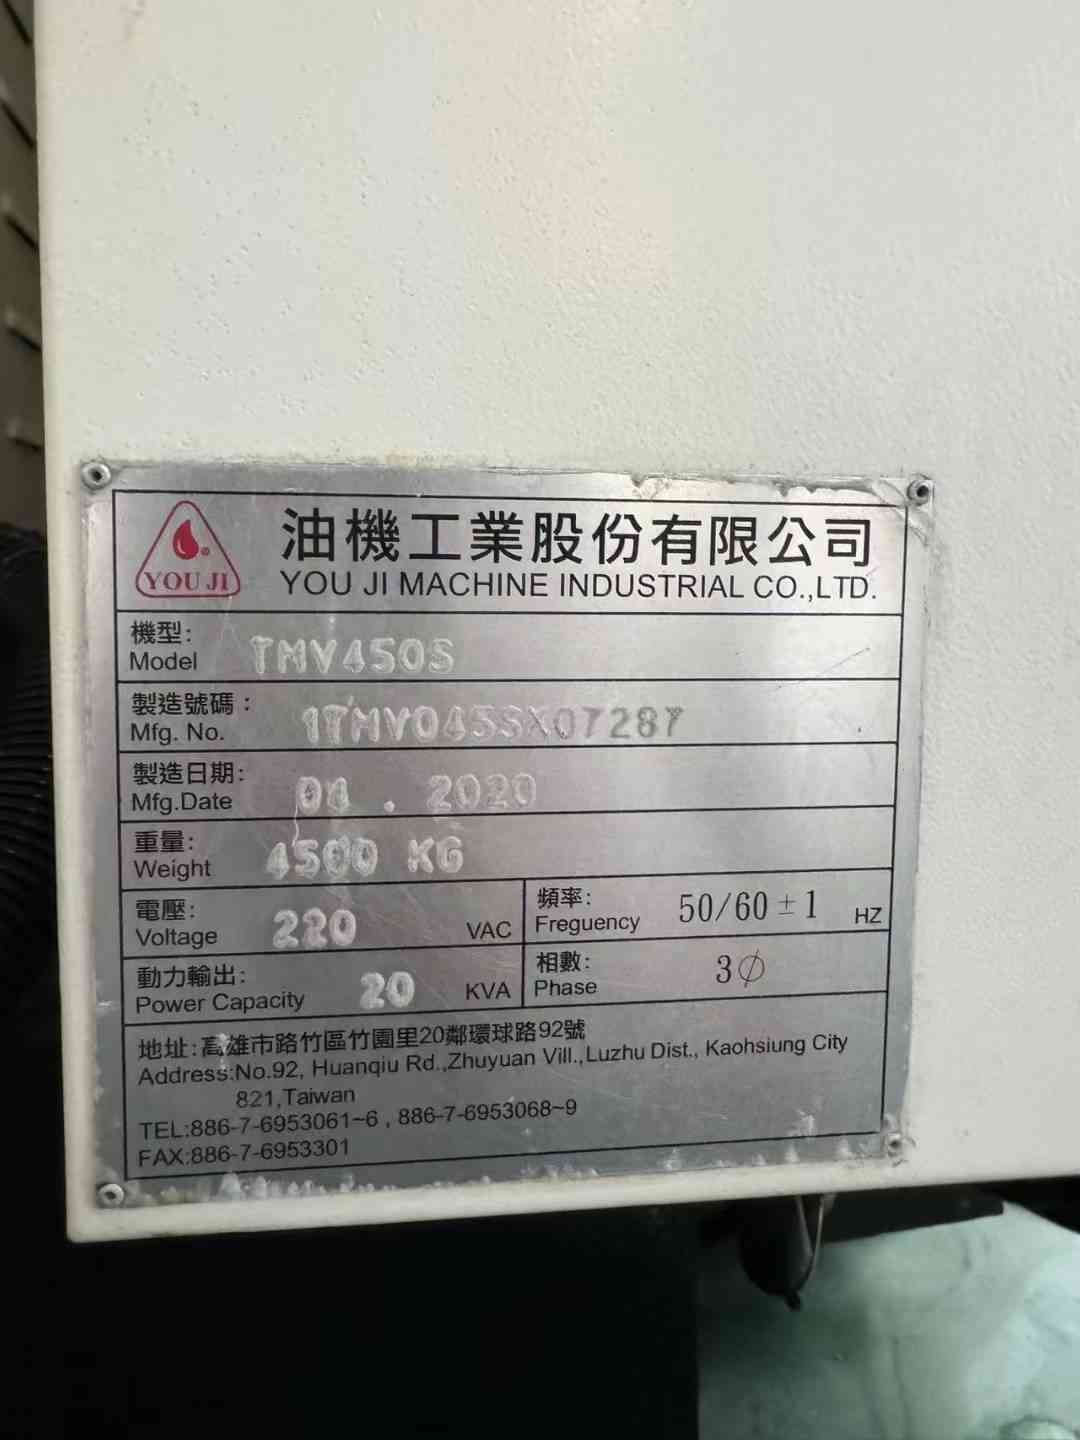 YOU JI
油機工業股份有限公司
YOU JI MACHINE INDUSTRIAL CO.,LTD.
機型:
Model TMV450S
製造號碼:
Mfg. No. 1TMV045SX07287
製造日期:
Mfg.Date . 2020
重量:
Weight 4500 KG
電壓:
Voltage 220 VAC
頻率:
Freguency 50/60±1 HZ
動力輸出:
Power Capacity 20 KVA
相數:
Phase 3∅
地址:高雄市路竹區竹園里20鄰環球路92號
Address:No.92, Huanqiu Rd.,Zhuyuan Vill.,Luzhu Dist., Kaohsiung City
821,Taiwan
TEL:886-7-6953061~6 , 886-7-6953068~9
FAX:886-7-6953301